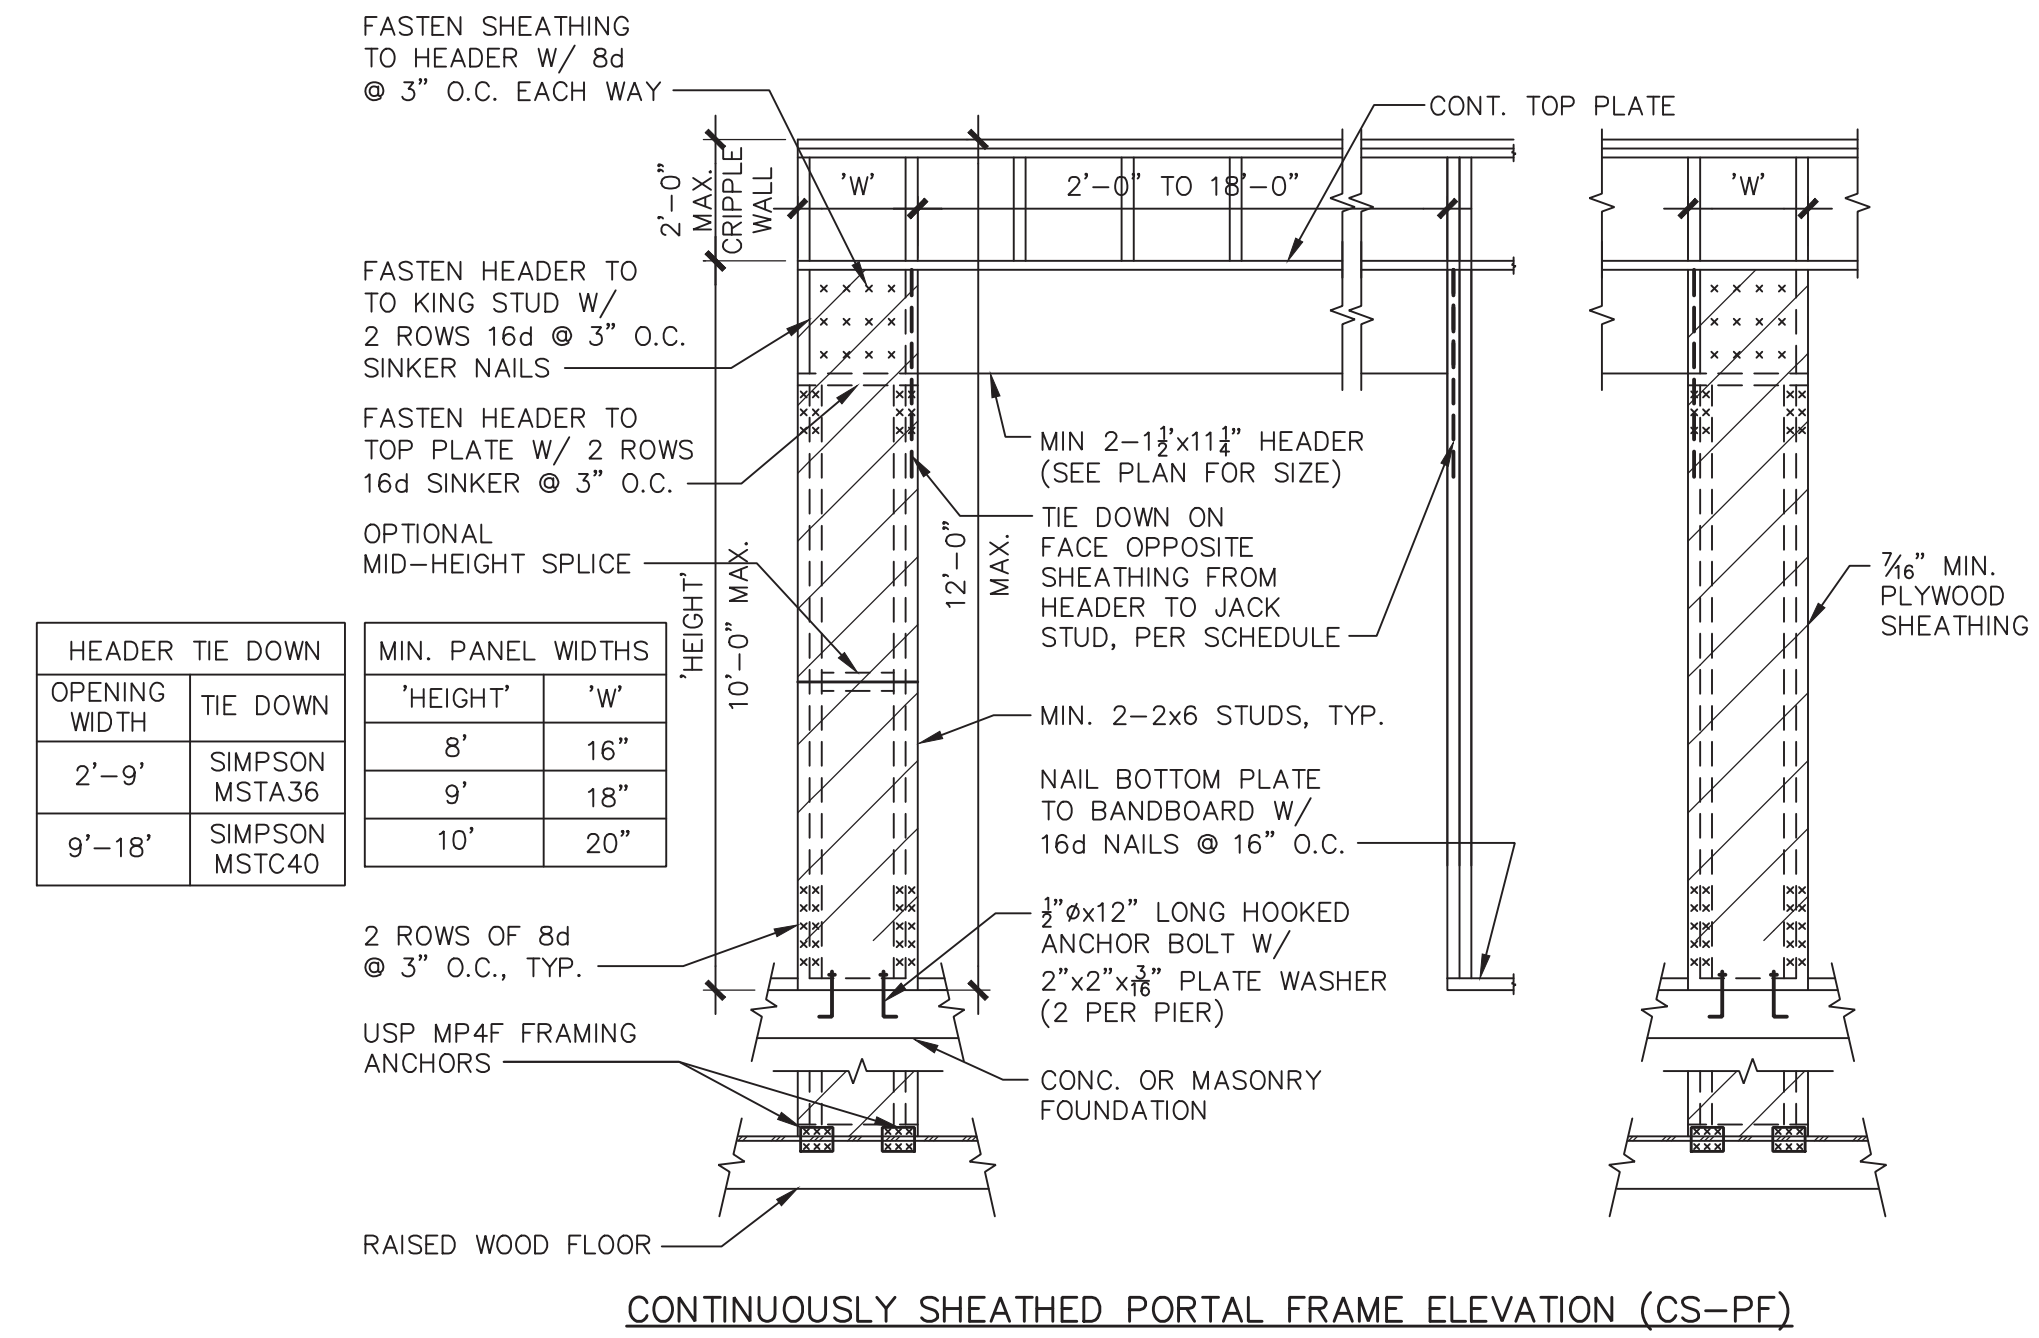 FASTEN SHEATHING
TO HEADER W/ 8d
@ 3" O.C. EACH WAY
CONT. TOP PLATE
2'-0"
MAX.
CRIPPLE
WALL
'W'
2'-0" TO 18'-0"
'W'
FASTEN HEADER TO
TO KING STUD W/
2 ROWS 16d @ 3" O.C.
SINKER NAILS
FASTEN HEADER TO
TOP PLATE W/ 2 ROWS
16d SINKER @ 3" O.C.
OPTIONAL
MID-HEIGHT SPLICE
MIN 2-1½'x11¼" HEADER
(SEE PLAN FOR SIZE)
TIE DOWN ON
FACE OPPOSITE
SHEATHING FROM
HEADER TO JACK
STUD, PER SCHEDULE
'HEIGHT'
10'-0" MAX.
12'-0"
MAX.
7/16" MIN.
PLYWOOD
SHEATHING
HEADER TIE DOWN
OPENING
WIDTH
TIE DOWN
2'-9'
SIMPSON
MSTA36
9'-18'
SIMPSON
MSTC40
MIN. PANEL WIDTHS
'HEIGHT' 'W'
8' 16"
9' 18"
10' 20"
MIN. 2-2x6 STUDS, TYP.
NAIL BOTTOM PLATE
TO BANDBOARD W/
16d NAILS @ 16" O.C.
2 ROWS OF 8d
@ 3" O.C., TYP.
½"øx12" LONG HOOKED
ANCHOR BOLT W/
2"x2"x3/16" PLATE WASHER
(2 PER PIER)
USP MP4F FRAMING
ANCHORS
CONC. OR MASONRY
FOUNDATION
RAISED WOOD FLOOR
CONTINUOUSLY SHEATHED PORTAL FRAME ELEVATION (CS-PF)